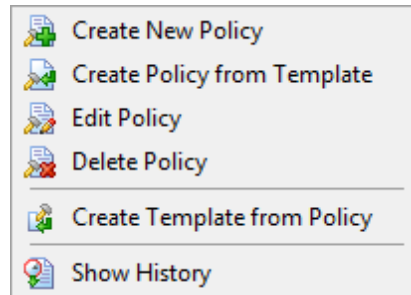 Create New Policy
Create Policy from Template
Edit Policy
Delete Policy
Create Template from Policy
Show History